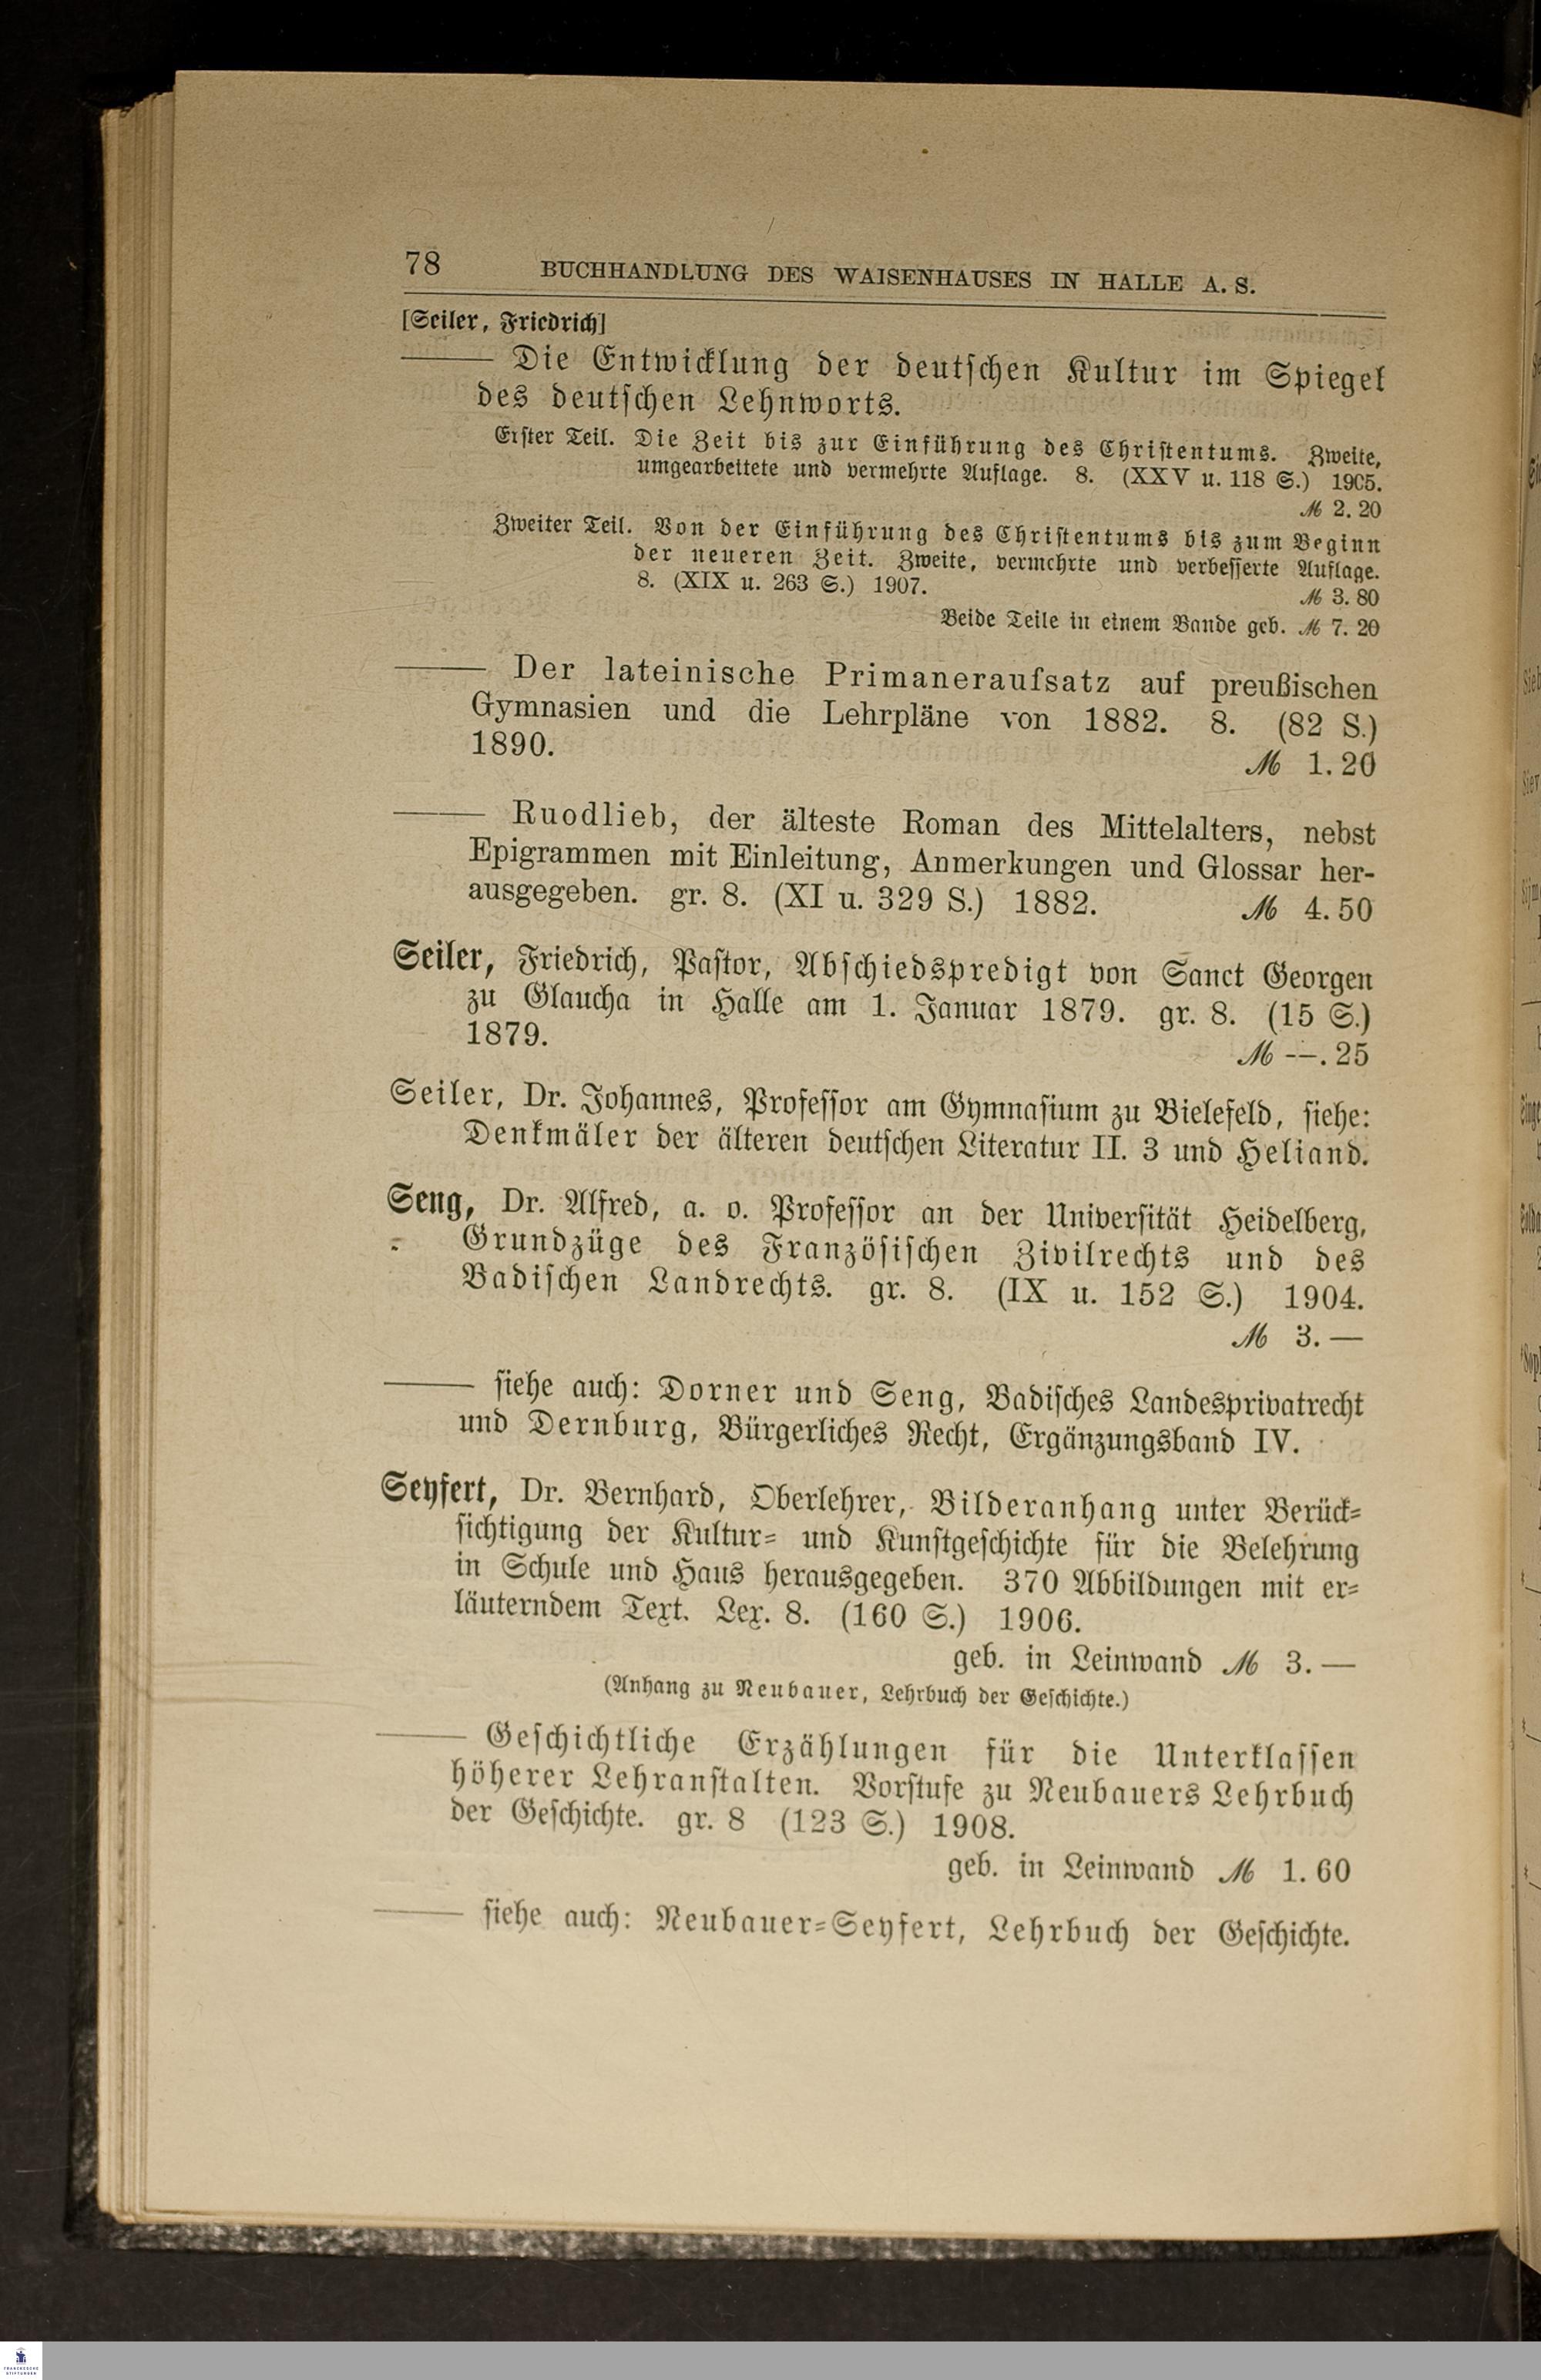 78 BUCHHANDLUNG DES WAISENHAUSES IN HALLE A. S.
[Seiler, Friedrich]
—— Die Entwicklung der deutschen Kultur im Spiegel
des deutschen Lehnworts.
Erster Teil. Die Zeit bis zur Einführung des Christentums. Zweite,
umgearbeitete und vermehrte Auflage. 8. (XXV u. 118 S.) 1905.
ℳ 2. 20
Zweiter Teil. Von der Einführung des Christentums bis zum Beginn
der neueren Zeit. Zweite, vermehrte und verbesserte Auflage.
8. (XIX u. 263 S.) 1907. ℳ 3. 80
Beide Teile in einem Bande geb. ℳ 7. 20
—— Der lateinische Primaneraufsatz auf preußischen
Gymnasien und die Lehrpläne von 1882. 8. (82 S.)
1890. ℳ 1. 20
—— Ruodlieb, der älteste Roman des Mittelalters, nebst
Epigrammen mit Einleitung, Anmerkungen und Glossar her-
ausgegeben. gr. 8. (XI u. 329 S.) 1882. ℳ 4. 50
Seiler, Friedrich, Pastor, Abschiedspredigt von Sanct Georgen
zu Glaucha in Halle am 1. Januar 1879. gr. 8. (15 S.)
1879. ℳ —. 25
Seiler, Dr. Johannes, Professor am Gymnasium zu Bielefeld, siehe:
Denkmäler der älteren deutschen Literatur II. 3 und Heliand.
Seng, Dr. Alfred, a. o. Professor an der Universität Heidelberg,
Grundzüge des Französischen Zivilrechts und des
Badischen Landrechts. gr. 8. (IX u. 152 S.) 1904.
ℳ 3. —
—— siehe auch: Dorner und Seng, Badisches Landesprivatrecht
und Dernburg, Bürgerliches Recht, Ergänzungsband IV.
Seyfert, Dr. Bernhard, Oberlehrer, Bilderanhang unter Berück-
sichtigung der Kultur- und Kunstgeschichte für die Belehrung
in Schule und Haus herausgegeben. 370 Abbildungen mit er-
läuterndem Text. Lex. 8. (160 S.) 1906.
geb. in Leinwand ℳ 3. —
(Anhang zu Neubauer, Lehrbuch der Geschichte.)
—— Geschichtliche Erzählungen für die Unterklassen
höherer Lehranstalten. Vorstufe zu Neubauers Lehrbuch
der Geschichte. gr. 8 (123 S.) 1908.
geb. in Leinwand ℳ 1. 60
—— siehe auch: Neubauer-Seyfert, Lehrbuch der Geschichte.
FRANCKESCHE
STIFTUNGEN